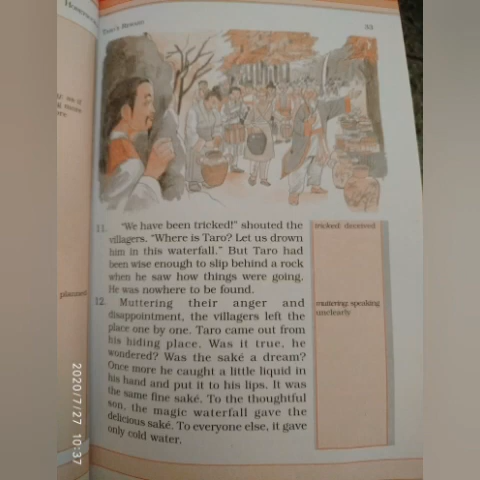 TARO'S REWARD
33
11. "We have been tricked!" shouted the
villagers. "Where is Taro? Let us drown
him in this waterfall." But Taro had
been wise enough to slip behind a rock
when he saw how things were going.
He was nowhere to be found.
tricked: deceived
12. Muttering their anger and
disappointment, the villagers left the
place one by one. Taro came out from
his hiding place. Was it true, he
wondered? Was the saké a dream?
Once more he caught a little liquid in
his hand and put it to his lips. It was
the same fine saké. To the thoughtful
son, the magic waterfall gave the
delicious saké. To everyone else, it gave
only cold water.
muttering: speaking
unclearly
planned
2020/7/27 10:37